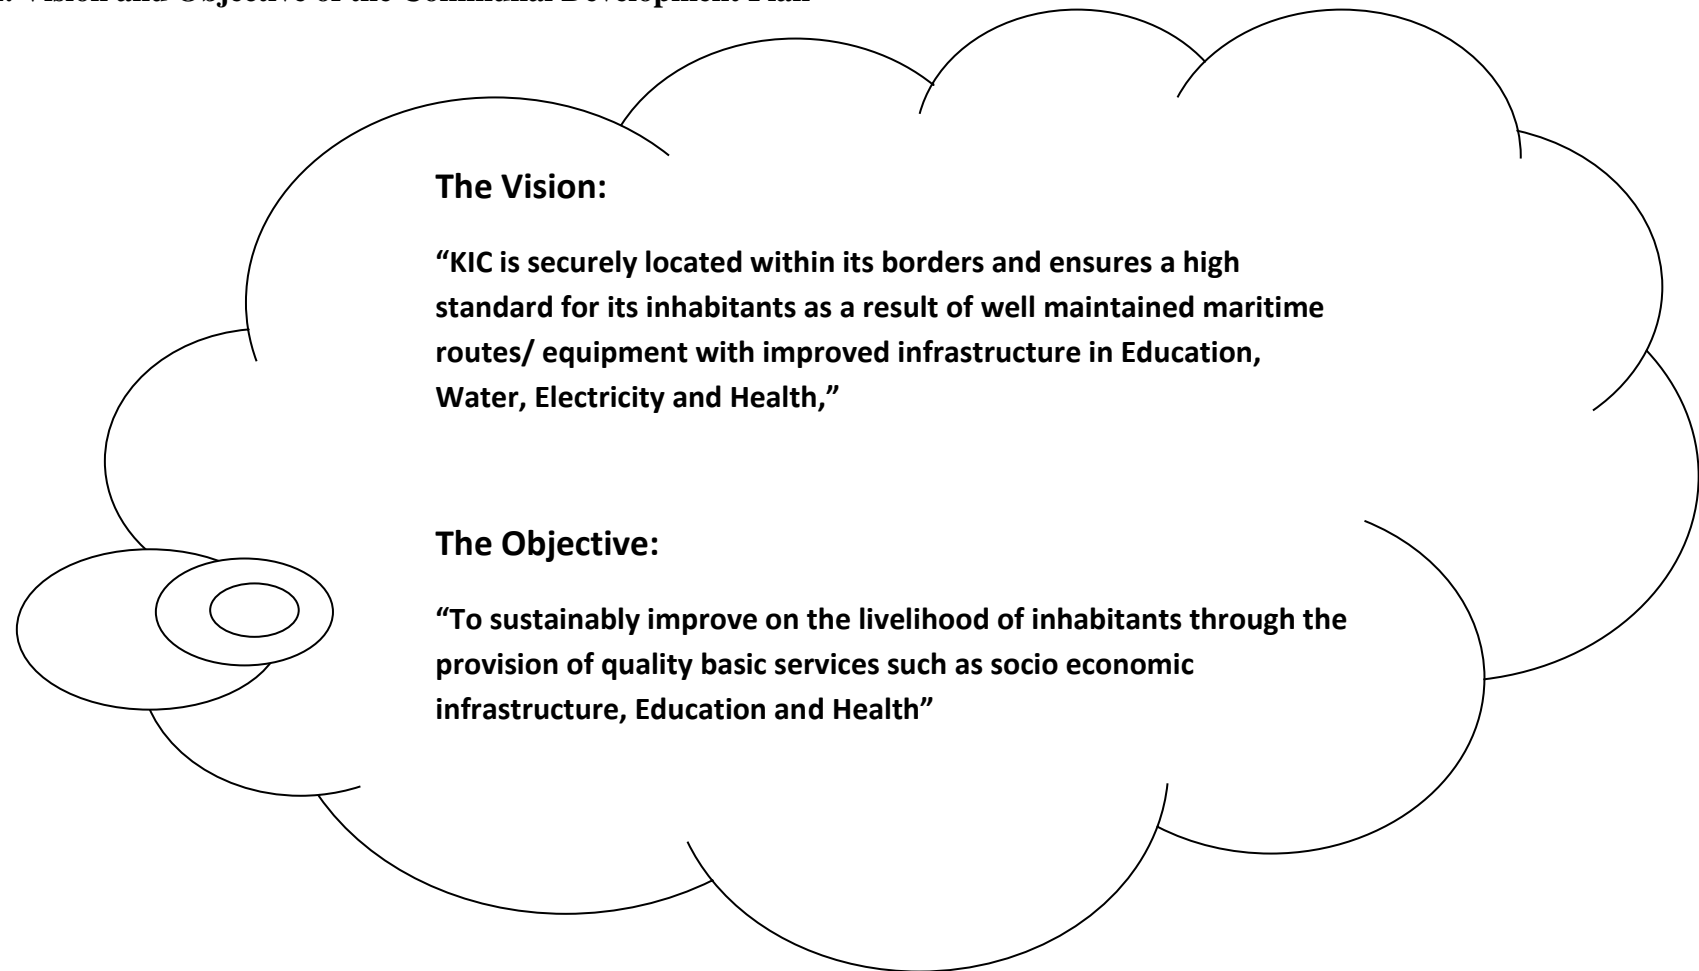 Vision and Objective of the Communal Development Plan
The Vision:
“KIC is securely located within its borders and ensures a high
standard for its inhabitants as a result of well maintained maritime
routes/ equipment with improved infrastructure in Education,
Water, Electricity and Health,”
The Objective:
“To sustainably improve on the livelihood of inhabitants through the
provision of quality basic services such as socio economic
infrastructure, Education and Health”